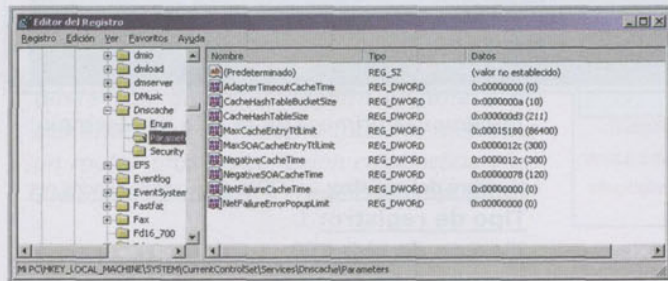 Editor del Registro
Registro Edición Ver Favoritos Ayuda
dmio
dmload
dmserver
DMusic
Dnscache
Enum
Paramet
Security
EFS
Eventlog
EventSystem
Fastfat
Fax
Fd16_700
Nombre Tipo Datos
(Predeterminado) REG_SZ (valor no establecido)
AdapterTimeoutCacheTime REG_DWORD 0x00000000 (0)
CacheHashTableBucketSize REG_DWORD 0x0000000a (10)
CacheHashTableSize REG_DWORD 0x000000d3 (211)
MaxCacheEntryTtlLimit REG_DWORD 0x00015180 (86400)
MaxSOACacheEntryTtlLimit REG_DWORD 0x0000012c (300)
NegativeCacheTime REG_DWORD 0x0000012c (300)
NegativeSOACacheTime REG_DWORD 0x00000078 (120)
NetFailureCacheTime REG_DWORD 0x00000000 (0)
NetFailureErrorPopupLimit REG_DWORD 0x00000000 (0)
Mi PC\HKEY_LOCAL_MACHINE\SYSTEM\CurrentControlSet\Services\Dnscache\Parameters